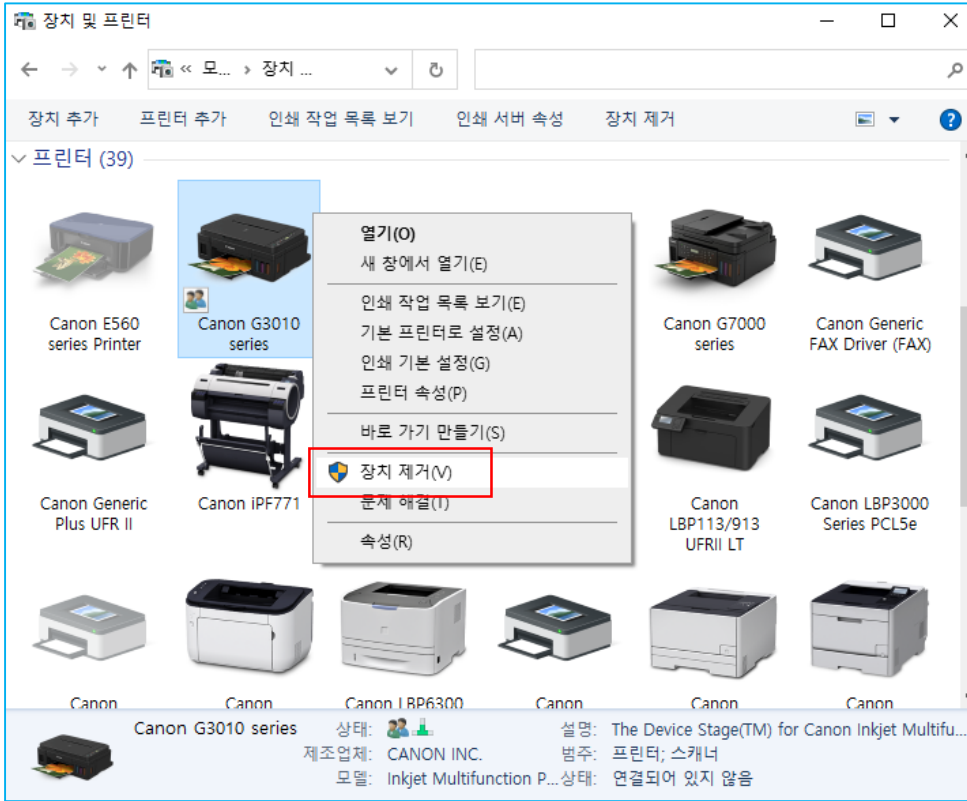 장치 및 프린터
« 모... › 장치 ...
장치 추가 프린터 추가 인쇄 작업 목록 보기 인쇄 서버 속성 장치 제거
프린터 (39)
Canon E560
series Printer
Canon G3010
series
Canon G7000
series
Canon Generic
FAX Driver (FAX)
열기(O)
새 창에서 열기(E)
인쇄 작업 목록 보기(E)
기본 프린터로 설정(A)
인쇄 기본 설정(G)
프린터 속성(P)
바로 가기 만들기(S)
장치 제거(V)
문제 해결(T)
속성(R)
Canon Generic
Plus UFR II
Canon iPF771
Canon
LBP113/913
UFRII LT
Canon LBP3000
Series PCL5e
Canon
Canon
Canon LBP6300
Canon
Canon
Canon
Canon G3010 series 상태: 설명: The Device Stage(TM) for Canon Inkjet Multifu...
제조업체: CANON INC. 범주: 프린터; 스캐너
모델: Inkjet Multifunction P... 상태: 연결되어 있지 않음